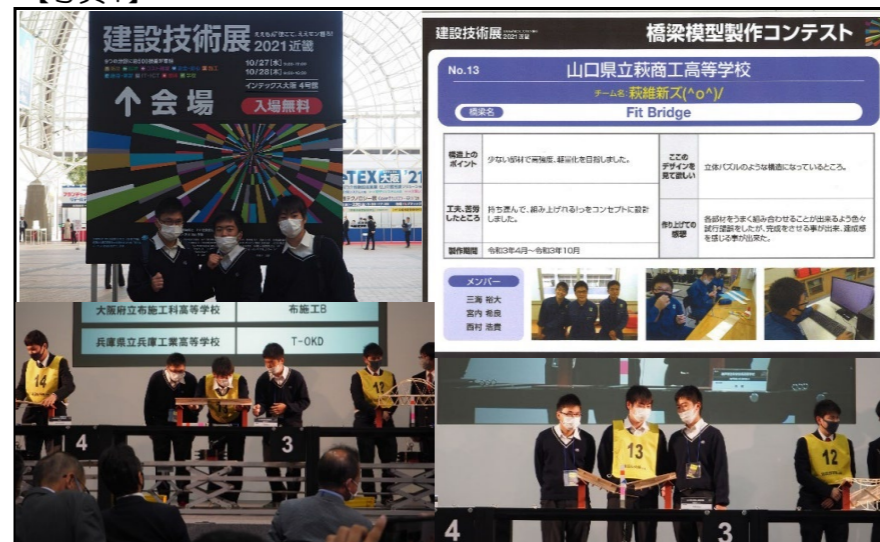 建設技術展
2021近畿
10/27[水]
10/28[木]
インテックス大阪 4号館
↑会場
入場無料
建設技術展
2021 近畿
橋梁模型製作コンテスト
No.13
山口県立萩商工高等学校
チーム名:萩維新ズ(^o^)/
橋梁名
Fit Bridge
構造上の
ポイント
少ない部材で高強度、軽量化を目指しました。
ここの
デザインを
見て欲しい
立体パズルのような構造になっているところ。
工夫、苦労
したところ
持ち運んで、組み上げれる!っをコンセプトに設計
しました。
作り上げての
感想
各部材をうまく組み合わせることが出来るよう色々
試行錯誤をしたが、完成をさせる事が出来、達成感
を感じる事が出来た。
製作期間
令和3年4月~令和3年10月
メンバー
三浦 裕大
宮内 希良
西村 浩貴
大阪府立布施工科高等学校
布施工B
兵庫県立兵庫工業高等学校
T-OKD
14
12
4
3
13
12
4
3